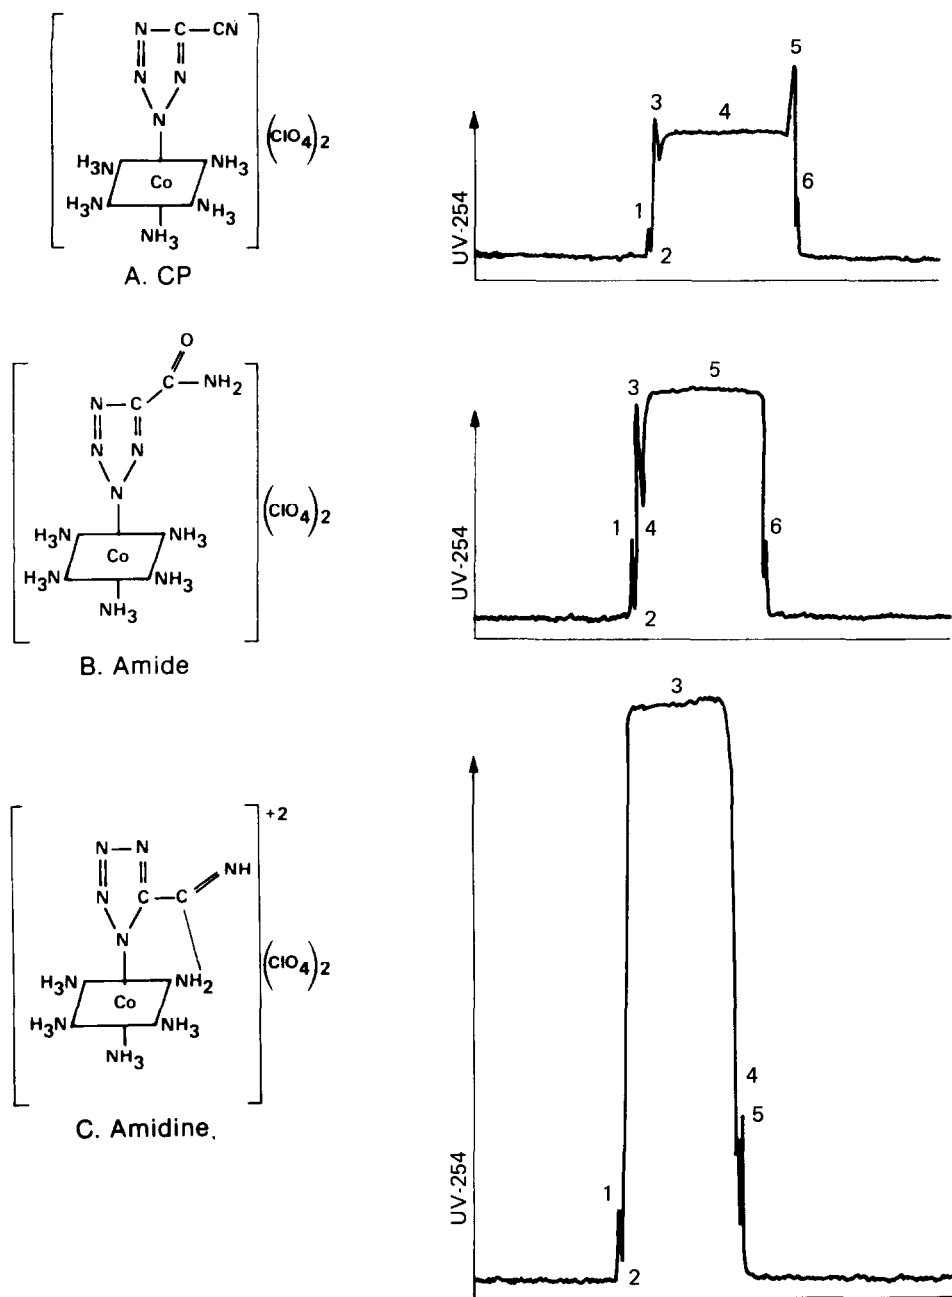 N C CN
N N
N
H3N NH3
Co
H3N NH3
NH3
(ClO4)2
A. CP
UV-254
1
2
3
4
5
6
O
C NH2
N C
N N
N
H3N NH3
Co
H3N NH3
NH3
(ClO4)2
B. Amide
UV-254
1
2
3
4
5
6
+2
N N
NH
N C C
N
H3N NH2
Co
H3N NH3
NH3
(ClO4)2
C. Amidine.
UV-254
1
2
3
4
5